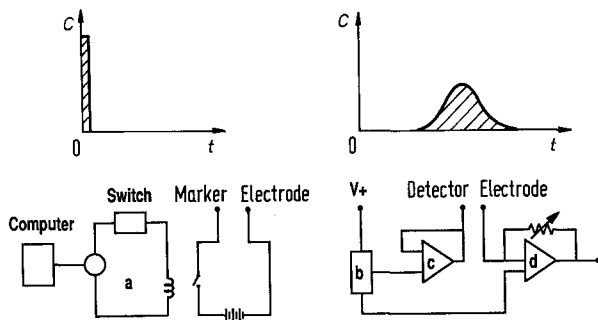 C
C
0
t
0
t
Switch
Marker Electrode
V+
Detector Electrode
Computer
a
b
c
d